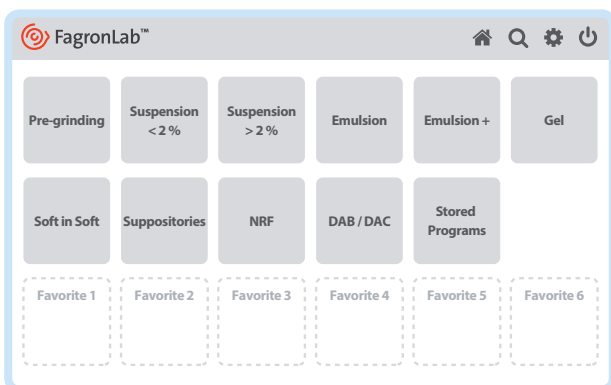 FagronLab™
Pre-grinding
Suspension
< 2 %
Suspension
> 2 %
Emulsion
Emulsion +
Gel
Soft in Soft
Suppositories
NRF
DAB / DAC
Stored
Programs
Favorite 1
Favorite 2
Favorite 3
Favorite 4
Favorite 5
Favorite 6